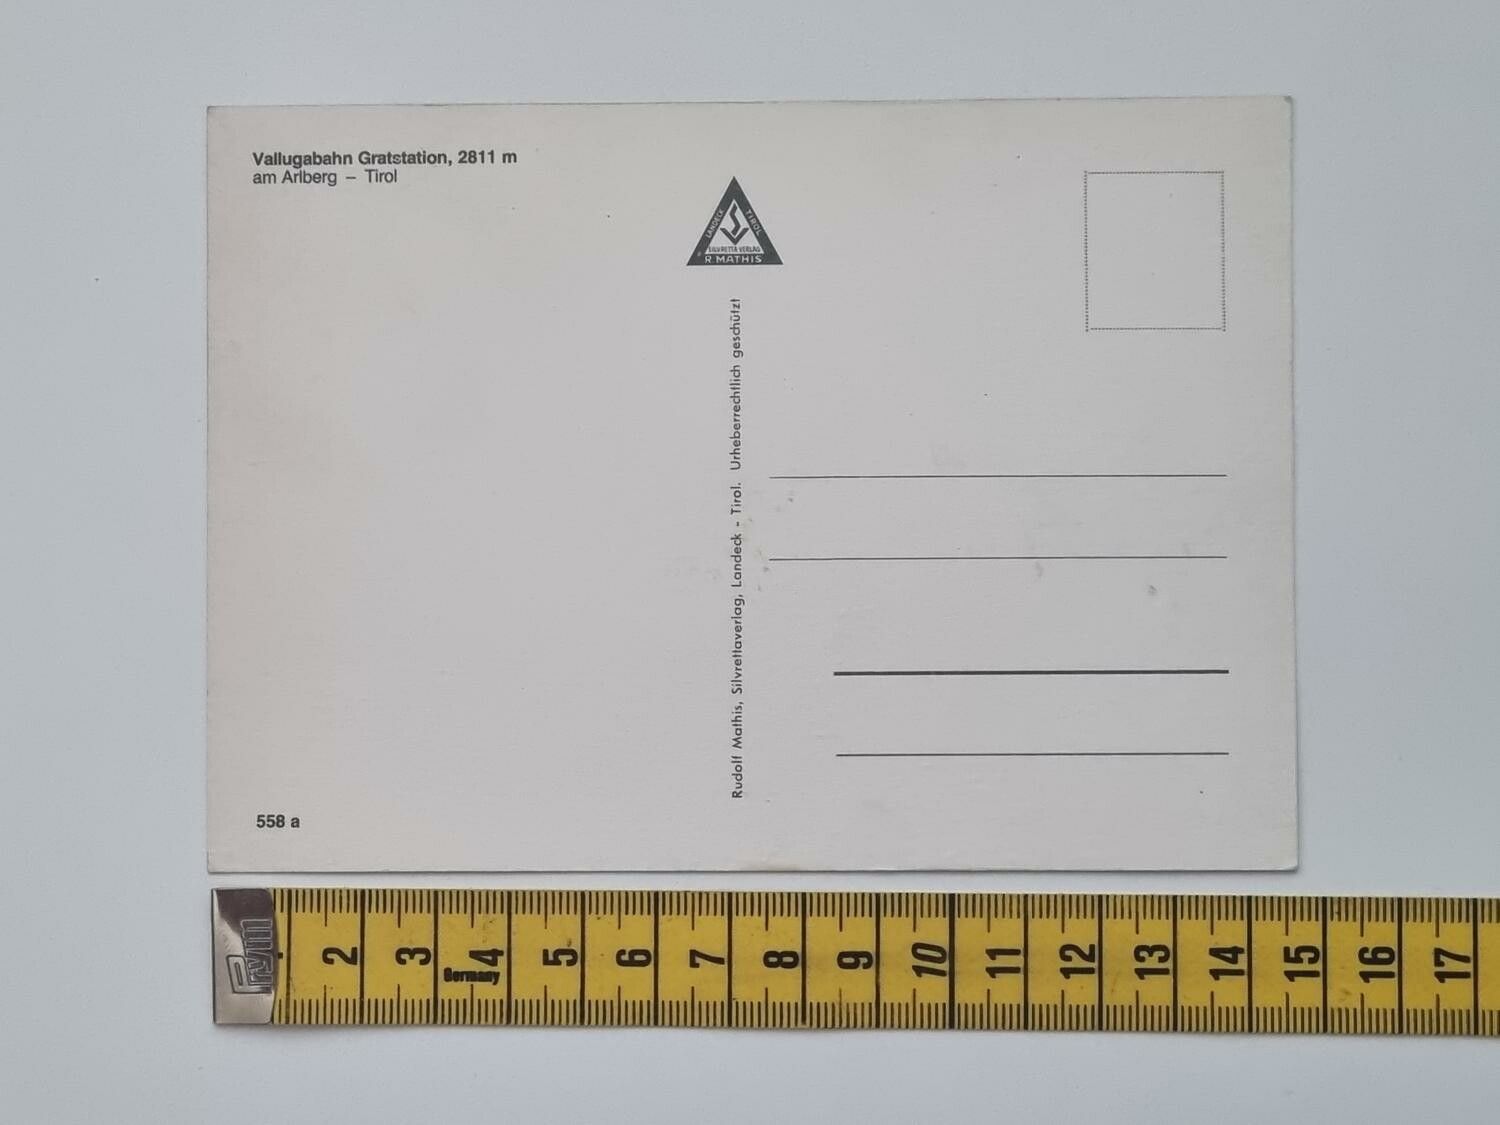 Vallugabahn Gratstation, 2811 m
am Arlberg – Tirol
LANDECK
TIROL
SILVRETTA VERLAG
R MATHIS
Rudolf Mathis, Silvrettaverlag, Landeck - Tirol. Urheberrechtlich geschützt
558 a
Prym
2 3 4 5 6 7 8 9 10 11 12 13 14 15 16 17
Germany